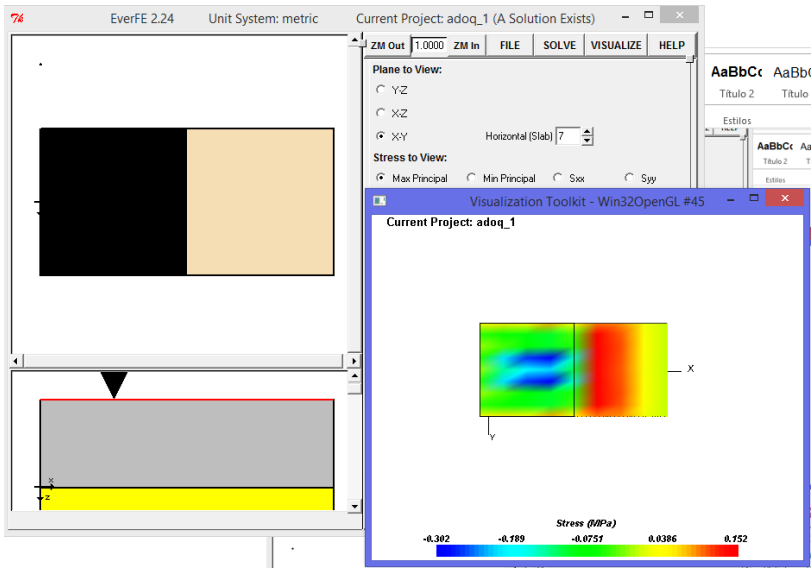 EverFE 2.24 Unit System: metric Current Project: adoq_1 (A Solution Exists)
ZM Out 1.0000 ZM In FILE SOLVE VISUALIZE HELP
Plane to View:
Y-Z
X-Z
X-Y Horizontal (Slab) 7
Stress to View:
Max Principal Min Principal Sxx Syy
AaBbCc AaBbC
Título 2 Título
Estilos
AaBbCc Aa
Título 2 T
Estilos
Visualization Toolkit - Win32OpenGL #45
Current Project: adoq_1
X
Y
Stress (MPa)
-0.302 -0.189 -0.0751 0.0386 0.152
x
z